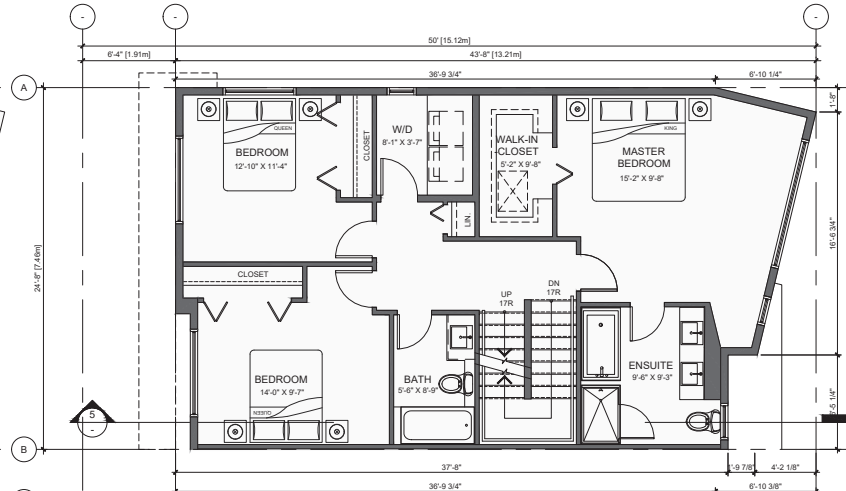 50' [15.12m]
6'-4" [1.91m]
43'-8" [13.21m]
36'-9 3/4"
6'-10 1/4"
A
1'-8"
QUEEN
KING
W/D
8'-1" X 3'-7"
WALK-IN
CLOSET
5'-2" X 9'-8"
MASTER
BEDROOM
15'-2" X 9'-8"
BEDROOM
12'-10" X 11'-4"
CLOSET
X
LIN.
16'-6 3/4"
24'-8" [7.46m]
CLOSET
UP
17R
DN
17R
BEDROOM
14'-0" X 9'-7"
QUEEN
BATH
5'-6" X 8'-9"
ENSUITE
9'-6" X 9'-3"
5
-
B
37'-8"
4'-2 1/8"
36'-9 3/4"
6'-10 3/8"